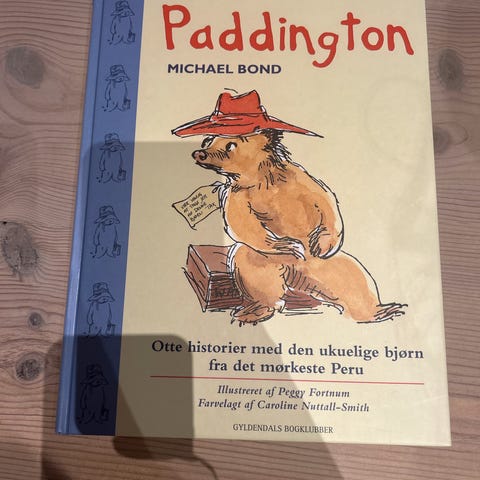 Paddington
MICHAEL BOND
Otte historier med den ukuelige bjørn
fra det mørkeste Peru
Illustreret af Peggy Fortnum
Farvelagt af Caroline Nuttall-Smith
GYLDENDALS BOGKLUBBER